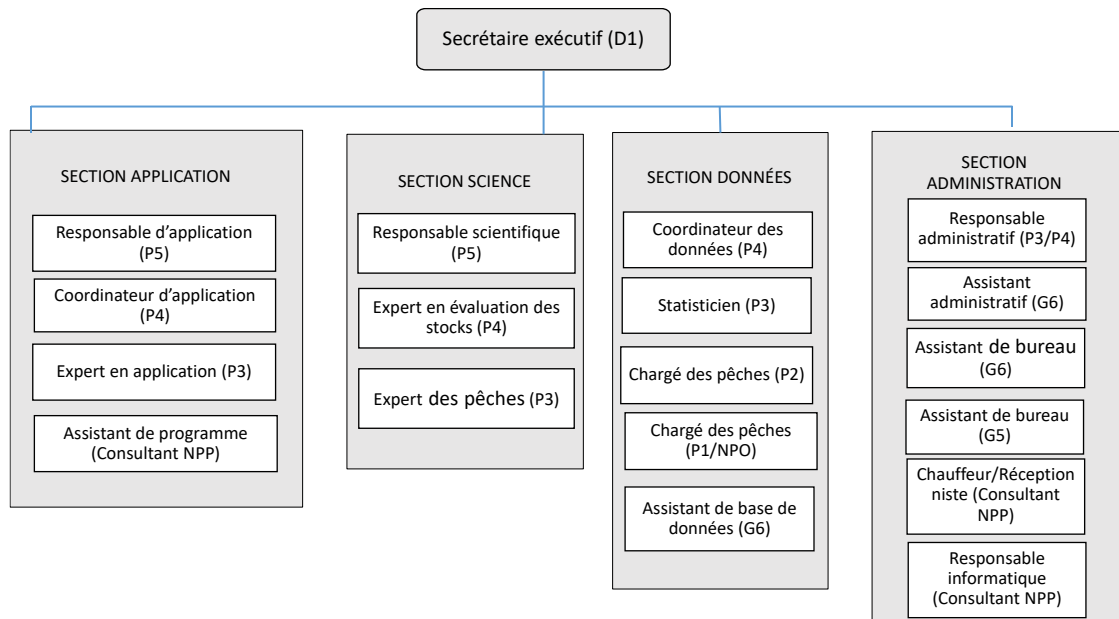 Secrétaire exécutif (D1)
SECTION APPLICATION
Responsable d’application
(P5)
Coordinateur d’application
(P4)
Expert en application (P3)
Assistant de programme
(Consultant NPP)
SECTION SCIENCE
Responsable scientifique
(P5)
Expert en évaluation des
stocks (P4)
Expert des pêches (P3)
SECTION DONNÉES
Coordinateur des
données (P4)
Statisticien (P3)
Chargé des pêches (P2)
Chargé des pêches
(P1/NPO)
Assistant de base de
données (G6)
SECTION
ADMINISTRATION
Responsable
administratif (P3/P4)
Assistant
administratif (G6)
Assistant de bureau
(G6)
Assistant de bureau
(G5)
Chauffeur/Réception
niste (Consultant
NPP)
Responsable
informatique
(Consultant NPP)